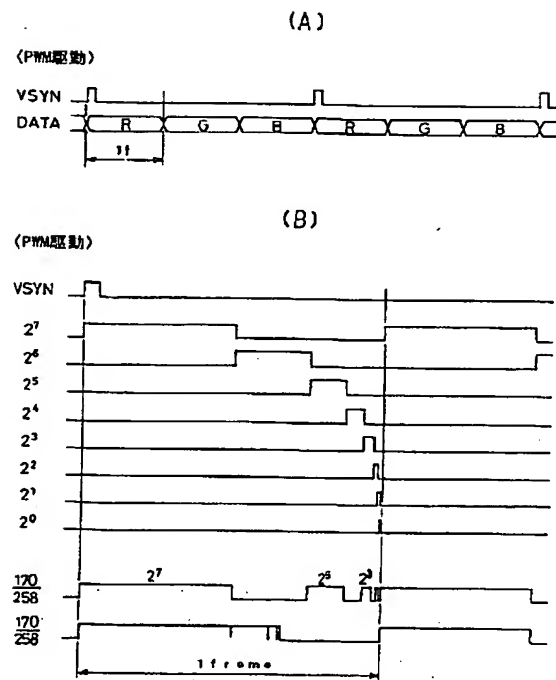 (A)
〈PWM駆動〉
VSYN
DATA R G B R G B
1f
(B)
〈PWM駆動〉
VSYN
2⁷
2⁶
2⁵
2⁴
2³
2²
2¹
2⁰
170/258 2⁷ 2⁵ 2³
170/258
1 frame